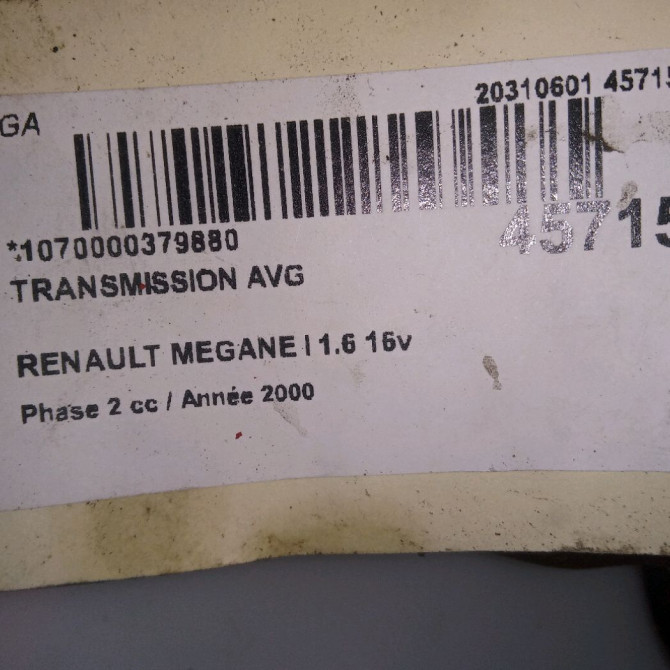 GA
20310601 45715
*1070000379880
45715
TRANSMISSION AVG
RENAULT MEGANE I 1.6 16v
Phase 2 cc / Année 2000